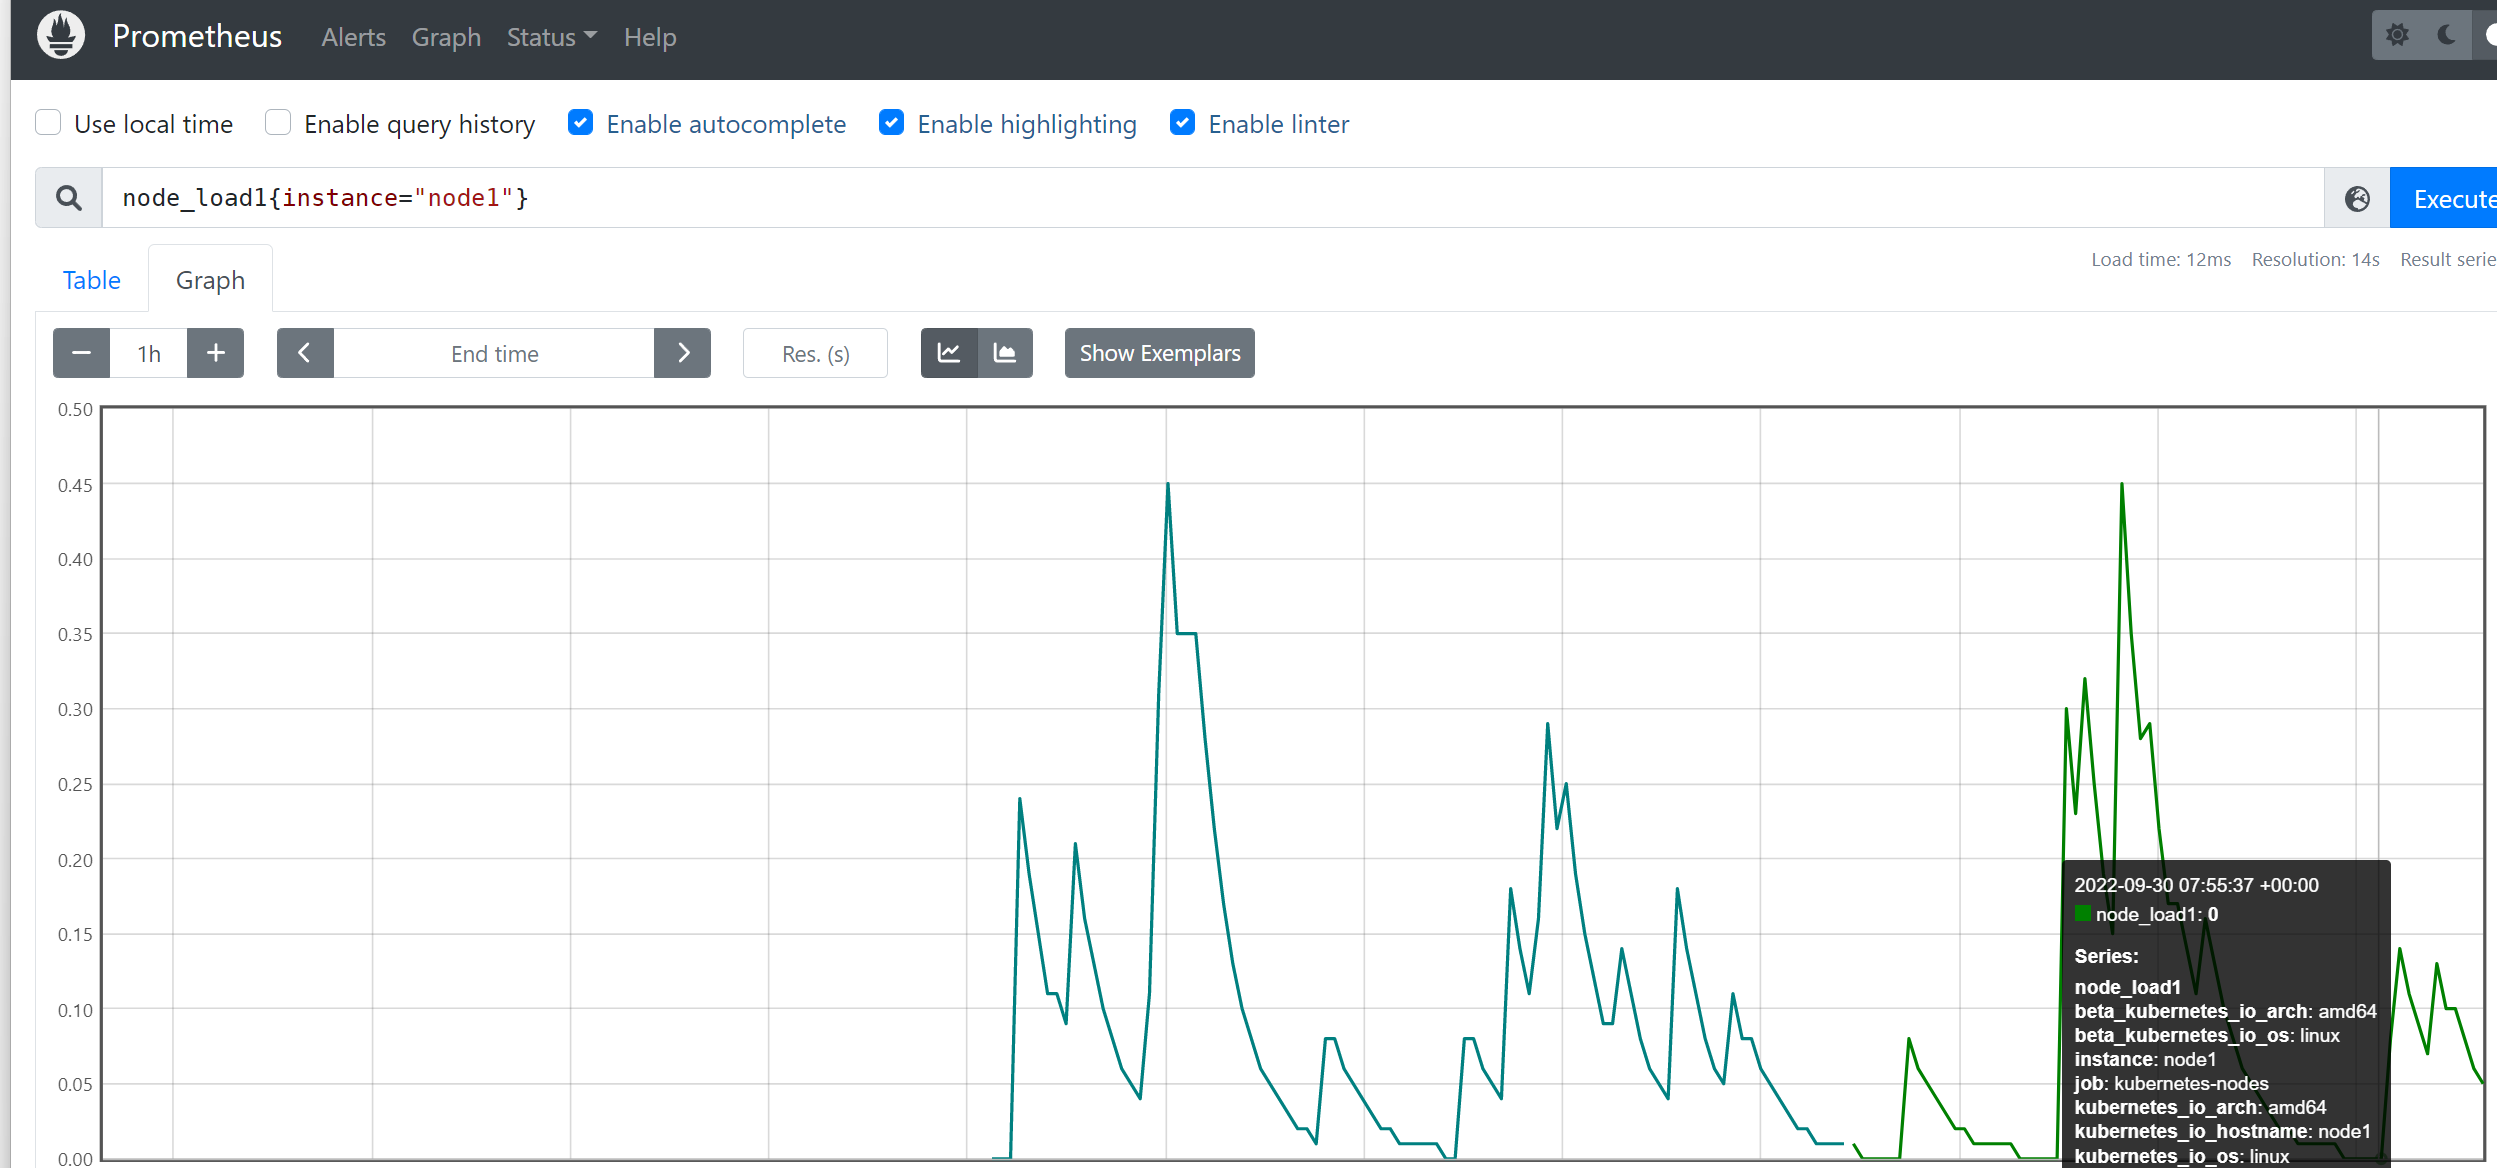 Prometheus Alerts Graph Status Help
Use local time Enable query history Enable autocomplete Enable highlighting Enable linter
node_load1{instance="node1"}
Execute
Load time: 12ms Resolution: 14s Result serie
Table Graph
1h End time Res. (s) Show Exemplars
0.50
0.45
0.40
0.35
0.30
0.25
0.20
0.15
0.10
0.05
0.00
2022-09-30 07:55:37 +00:00
node_load1: 0
Series:
node_load1
beta_kubernetes_io_arch: amd64
beta_kubernetes_io_os: linux
instance: node1
job: kubernetes-nodes
kubernetes_io_arch: amd64
kubernetes_io_hostname: node1
kubernetes_io_os: linux